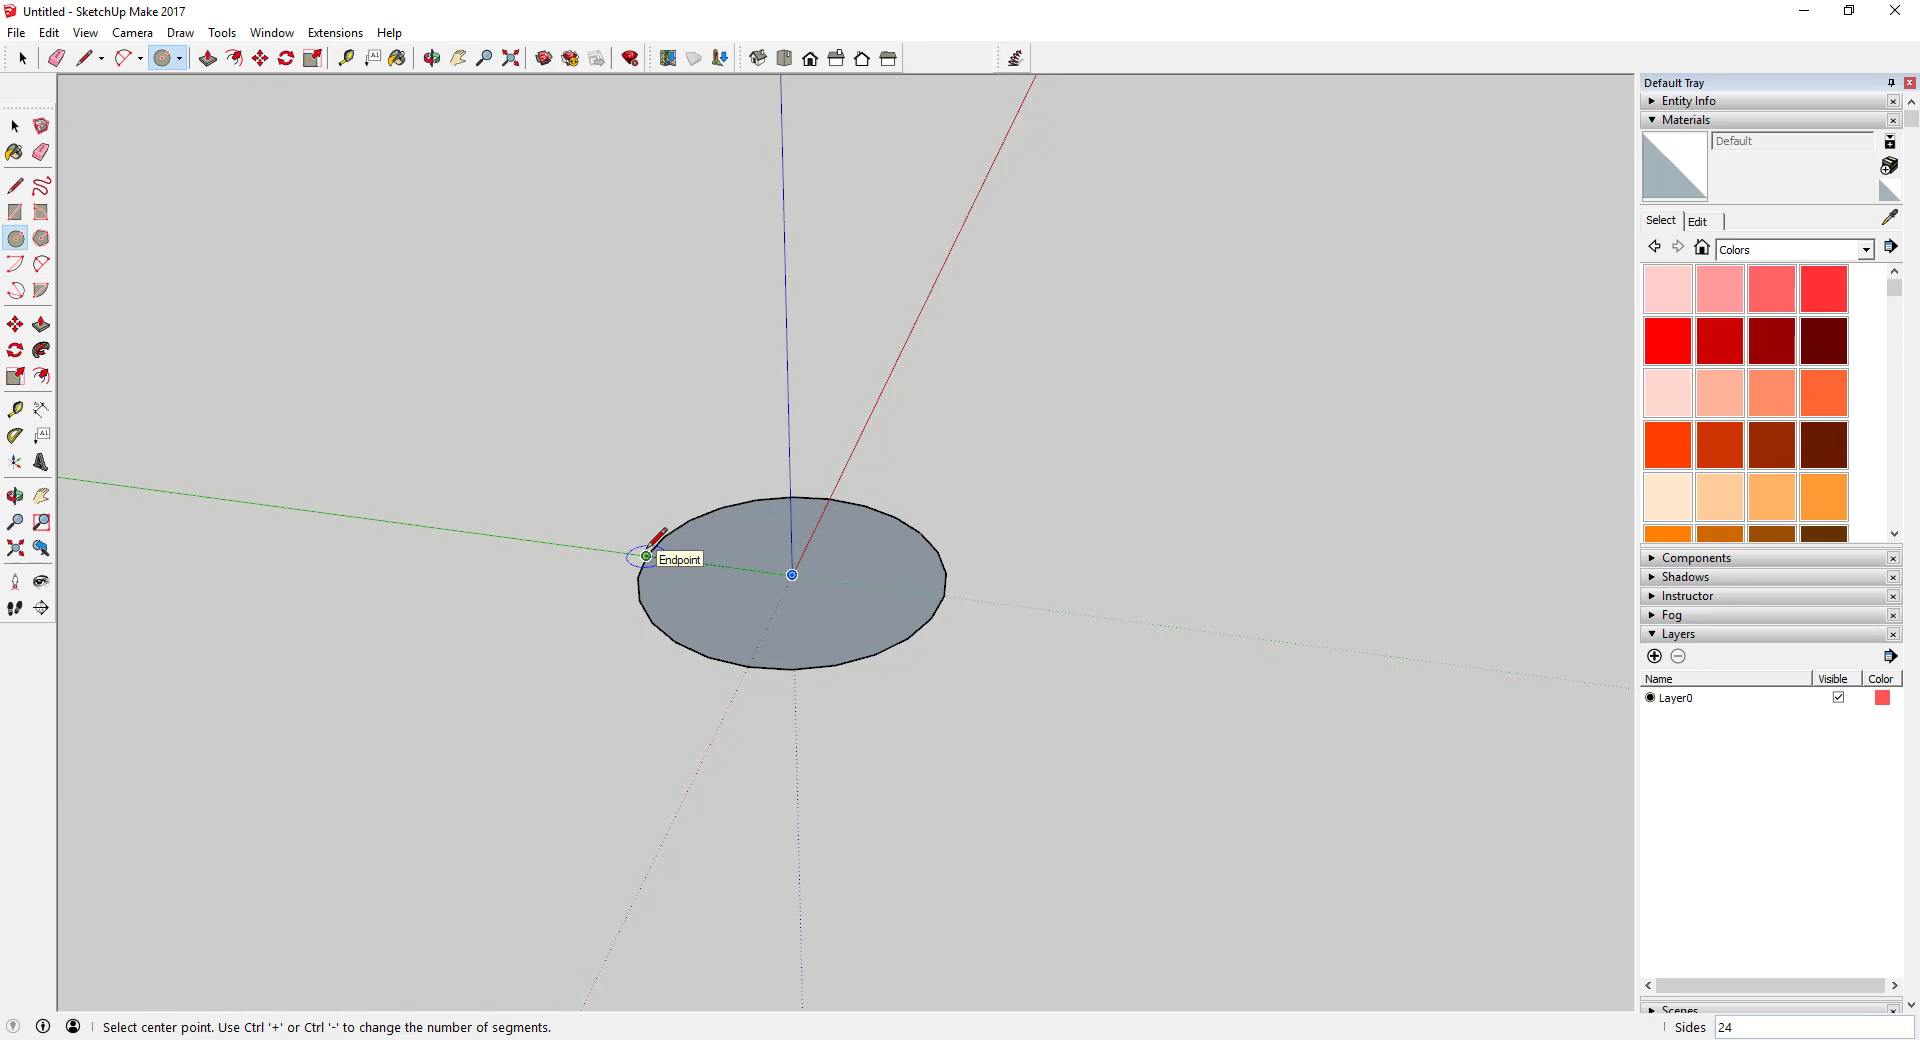 Untitled - SketchUp Make 2017
File Edit View Camera Draw Tools Window Extensions Help
A1
Default Tray
Entity Info
Materials
Default
Select Edit
Colors
A1
Endpoint
Components
Shadows
Instructor
Fog
Layers
Name Visible Color
Layer0
Scenes
Select center point. Use Ctrl '+' or Ctrl '-' to change the number of segments.
Sides 24